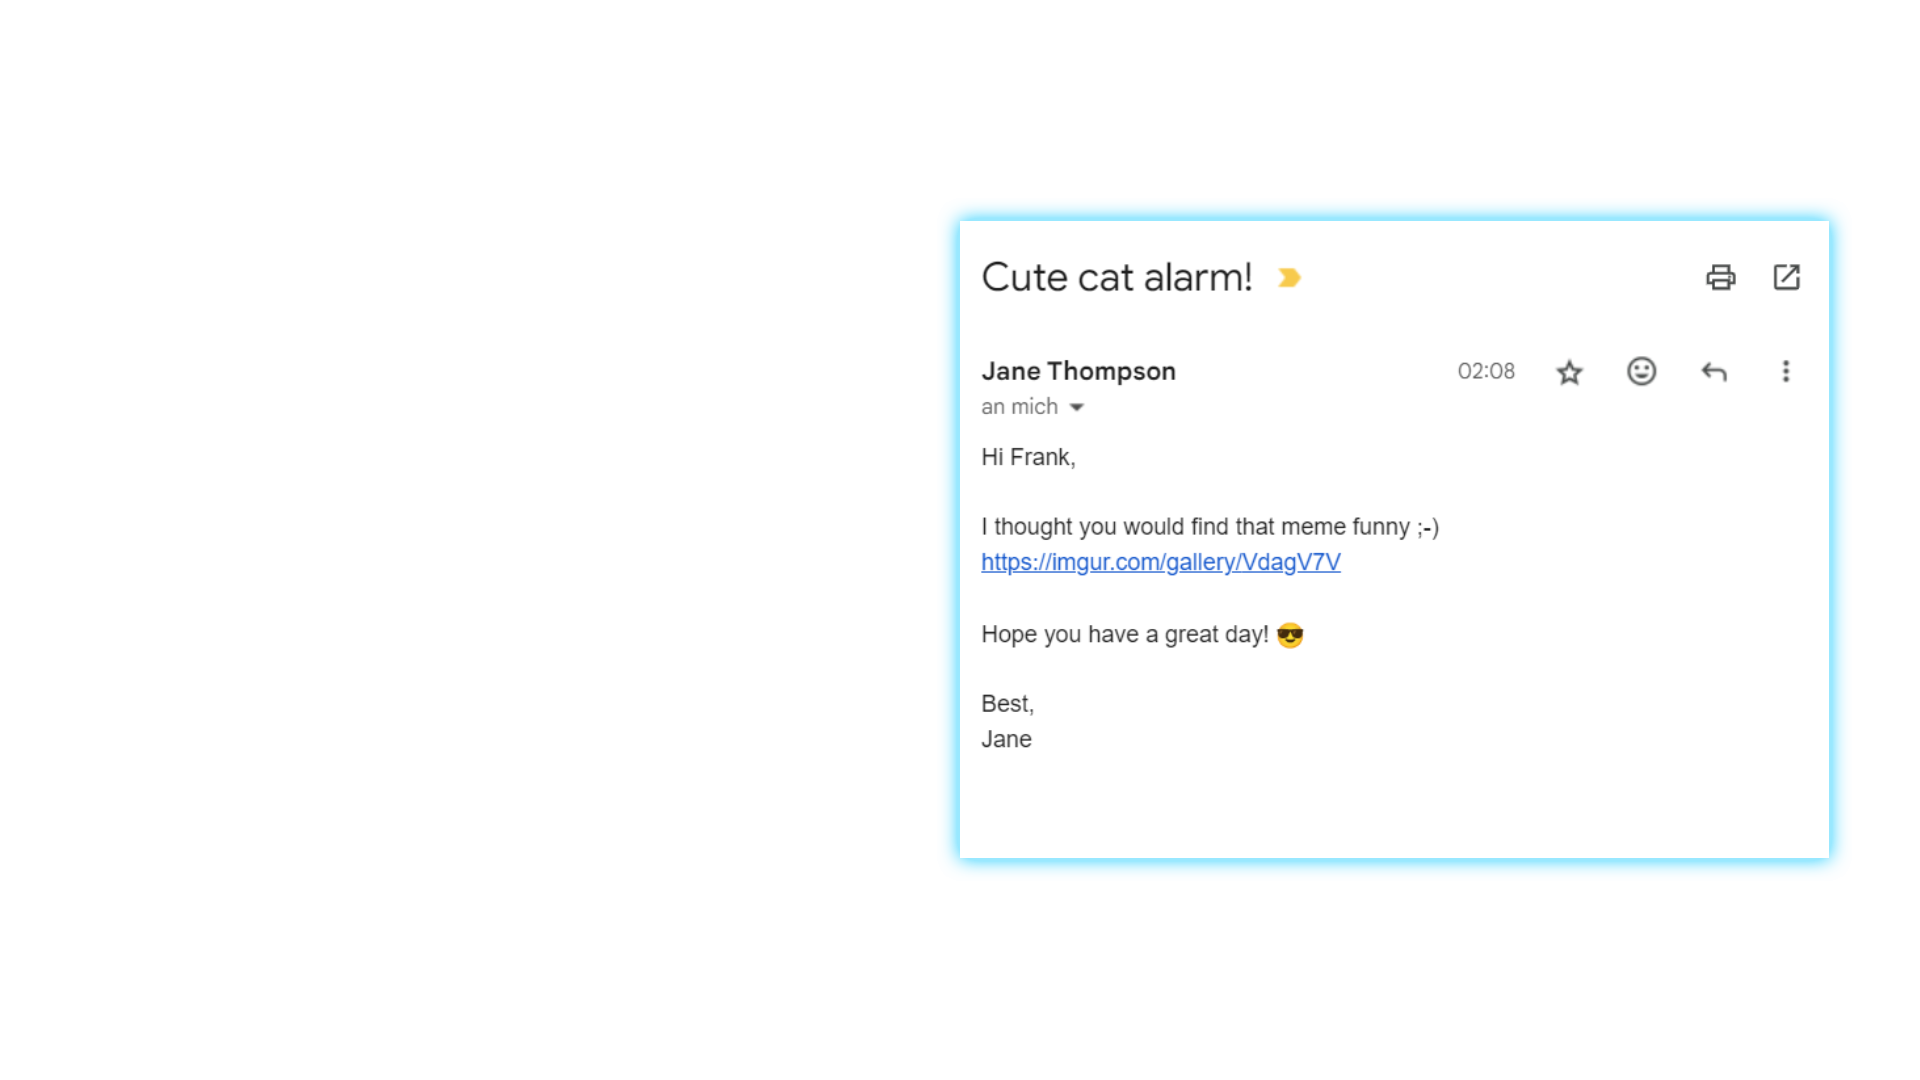 Cute cat alarm!
Jane Thompson
02:08
an mich
Hi Frank,
I thought you would find that meme funny ;-)
https://imgur.com/gallery/VdagV7V
Hope you have a great day! 😎
Best,
Jane